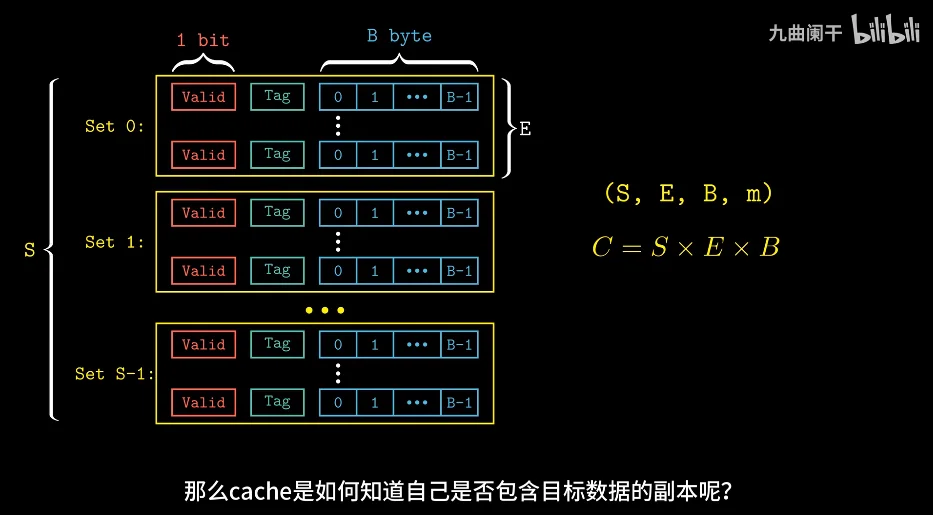 九曲阑干 bilibili
1 bit B byte
Valid Tag 0 1 ••• B-1
Set 0: E
Valid Tag 0 1 ••• B-1
(S, E, B, m)
Valid Tag 0 1 ••• B-1
S Set 1: C = S × E × B
Valid Tag 0 1 ••• B-1
•••
Valid Tag 0 1 ••• B-1
Set S-1:
Valid Tag 0 1 ••• B-1
那么cache是如何知道自己是否包含目标数据的副本呢?